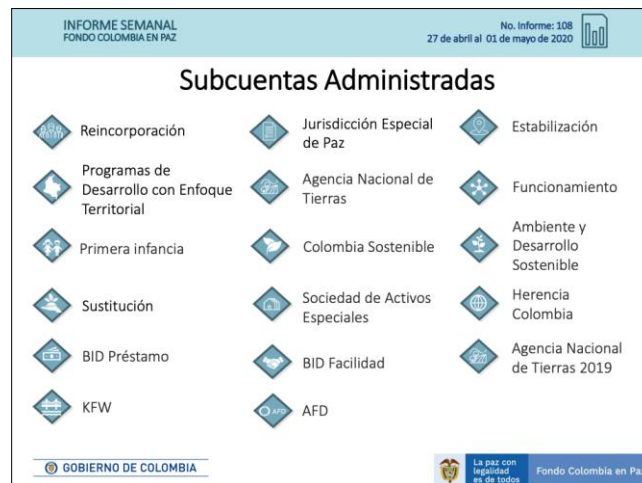 INFORME SEMANAL
FONDO COLOMBIA EN PAZ
No. Informe: 108
27 de abril al 01 de mayo de 2020
Subcuentas Administradas
Reincorporación
Programas de
Desarrollo con Enfoque
Territorial
Primera infancia
Sustitución
BID Préstamo
KFW
Jurisdicción Especial
de Paz
Agencia Nacional de
Tierras
Colombia Sostenible
Sociedad de Activos
Especiales
BID Facilidad
AFD
AFD
Estabilización
Funcionamiento
Ambiente y
Desarrollo
Sostenible
Herencia
Colombia
Agencia Nacional
de Tierras 2019
GOBIERNO DE COLOMBIA
La paz con
legalidad
es de todos
Fondo Colombia en Paz